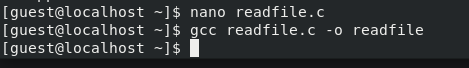 [guest@localhost ~]$ nano readfile.c
[guest@localhost ~]$ gcc readfile.c -o readfile
[guest@localhost ~]$